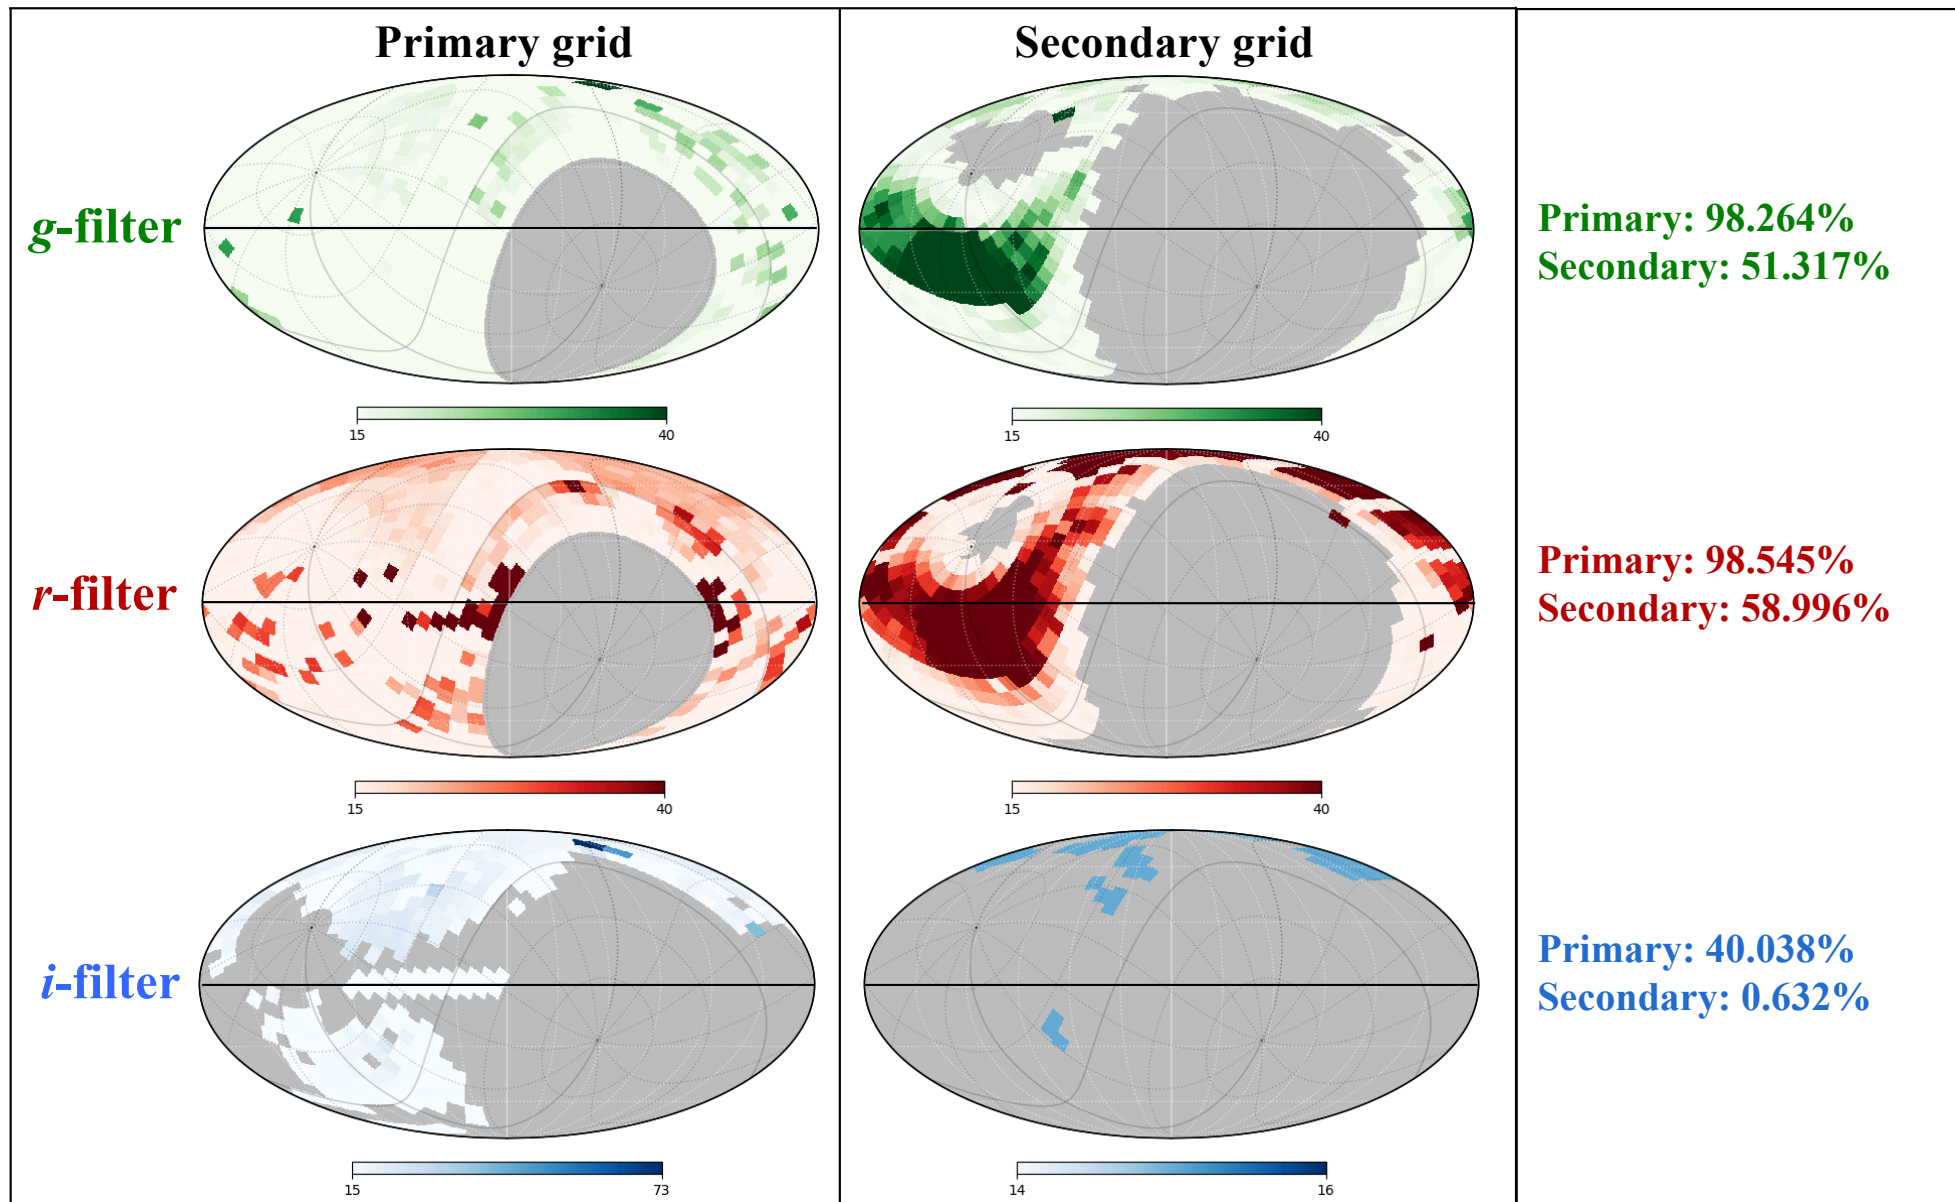 Primary grid
Secondary grid
g-filter
Primary: 98.264%
Secondary: 51.317%
15 40
15 40
r-filter
Primary: 98.545%
Secondary: 58.996%
15 40
15 40
i-filter
Primary: 40.038%
Secondary: 0.632%
15 73
14 16